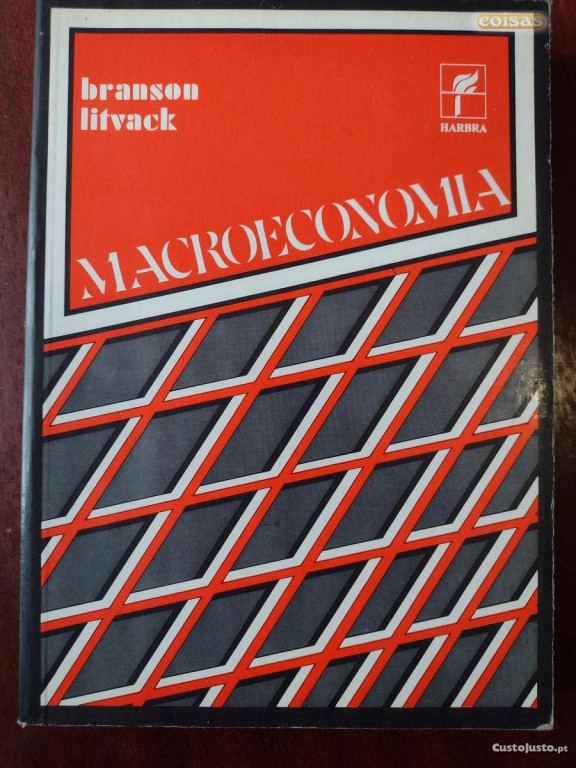 coisas
branson
litvack
HARBRA
MACROECONOMIA
CustoJusto.pt